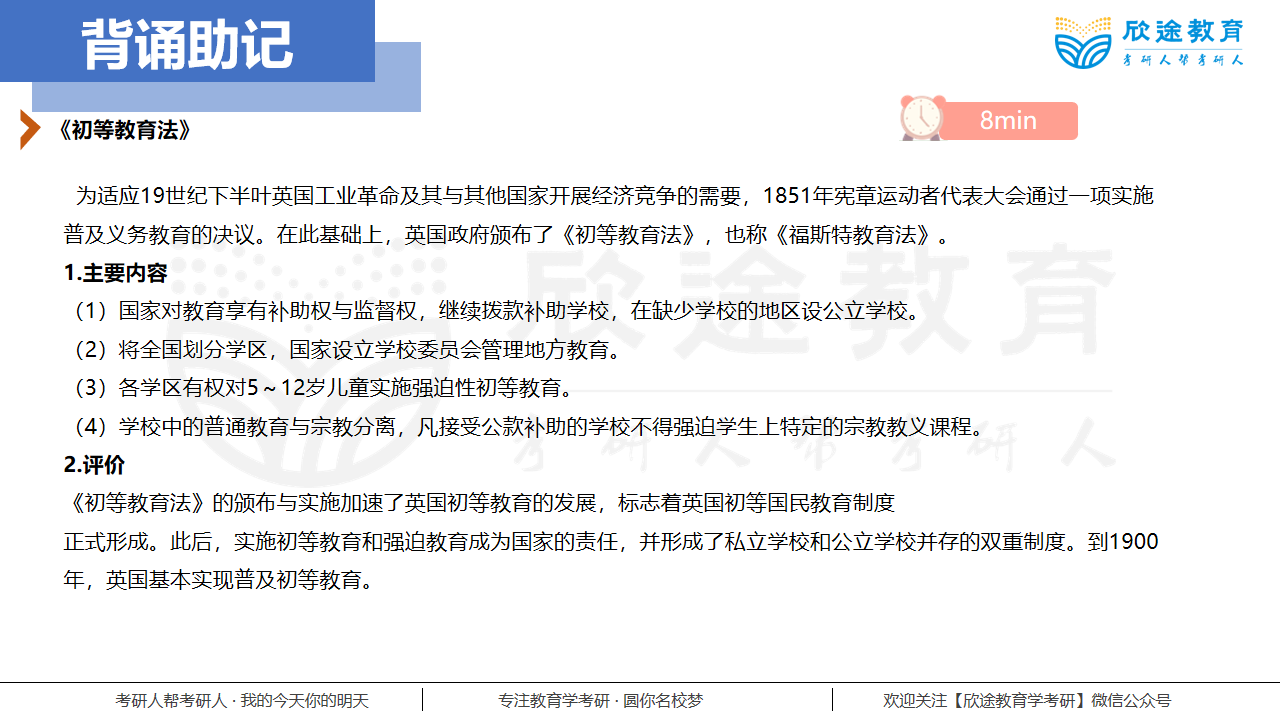 背诵助记
欣途教育
考研人帮考研人
《初等教育法》
8min
为适应19世纪下半叶英国工业革命及其与其他国家开展经济竞争的需要，1851年宪章运动者代表大会通过一项实施
普及义务教育的决议。在此基础上，英国政府颁布了《初等教育法》，也称《福斯特教育法》。
1.主要内容
（1）国家对教育享有补助权与监督权，继续拨款补助学校，在缺少学校的地区设公立学校。
（2）将全国划分学区，国家设立学校委员会管理地方教育。
（3）各学区有权对5～12岁儿童实施强迫性初等教育。
（4）学校中的普通教育与宗教分离，凡接受公款补助的学校不得强迫学生上特定的宗教教义课程。
2.评价
《初等教育法》的颁布与实施加速了英国初等教育的发展，标志着英国初等国民教育制度
正式形成。此后，实施初等教育和强迫教育成为国家的责任，并形成了私立学校和公立学校并存的双重制度。到1900
年，英国基本实现普及初等教育。
欣途教育
考研人帮考研人
考研人帮考研人 · 我的今天你的明天
专注教育学考研 · 圆你名校梦
欢迎关注【欣途教育学考研】微信公众号